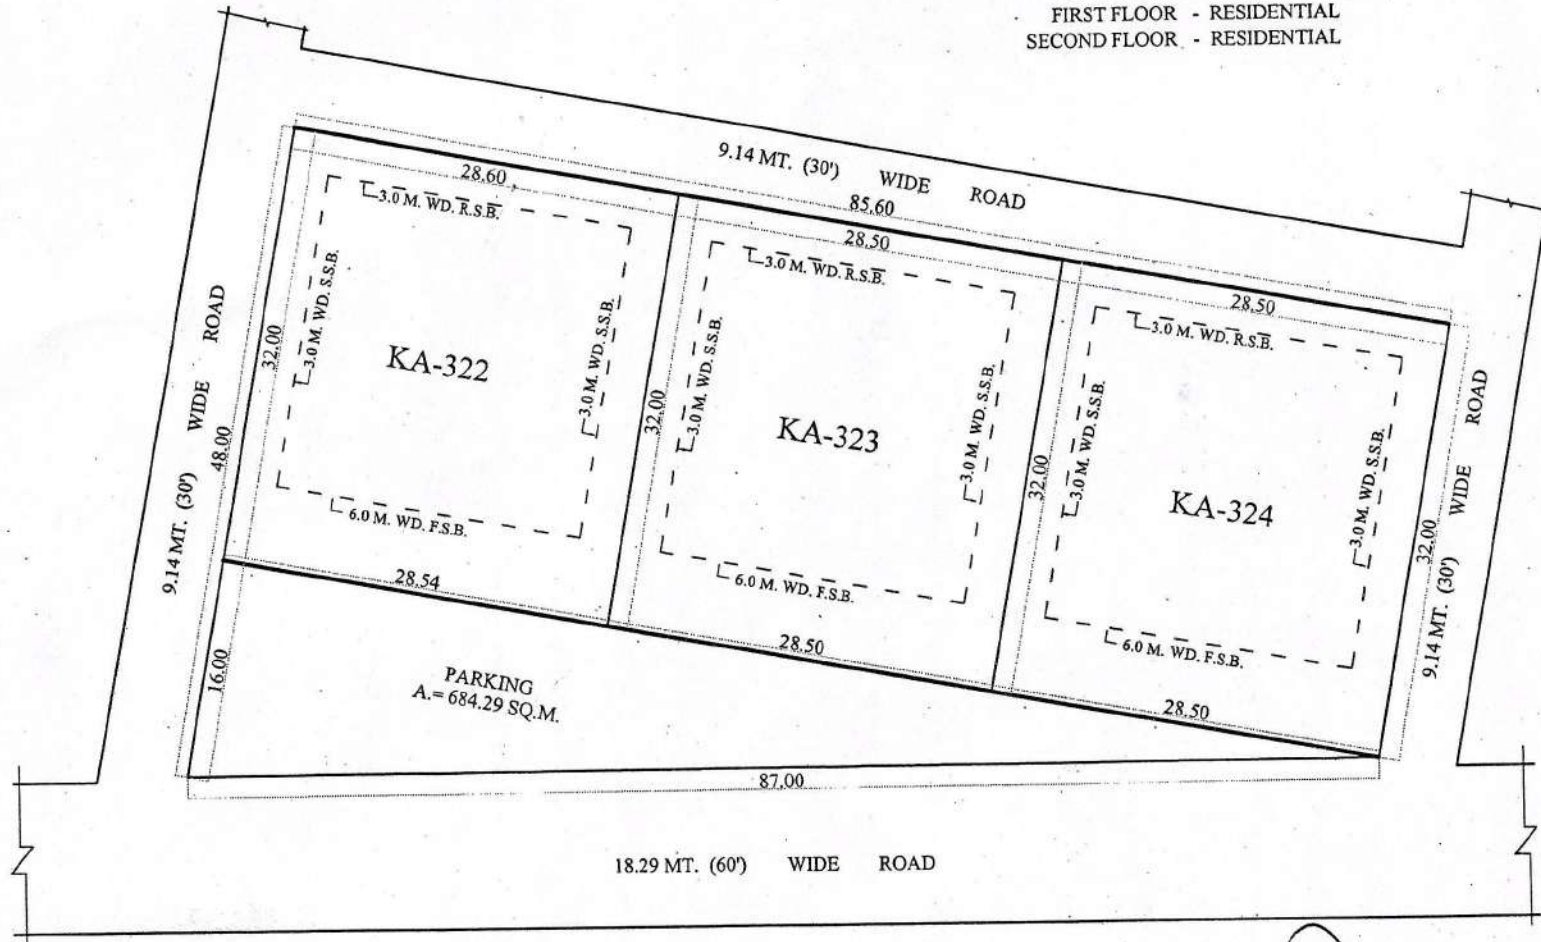 FIRST FLOOR - RESIDENTIAL
SECOND FLOOR - RESIDENTIAL
9.14 MT. (30') WIDE ROAD
85.60
28.60
3.0 M. WD. R.S.B.
28.50
3.0 M. WD. R.S.B.
28.50
3.0 M. WD. R.S.B.
9.14 MT. (30') WIDE ROAD
48.00
32.00
3.0 M. WD. S.S.B.
KA-322
3.0 M. WD. S.S.B.
32.00
3.0 M. WD. S.S.B.
KA-323
3.0 M. WD. S.S.B.
32.00
3.0 M. WD. S.S.B.
KA-324
3.0 M. WD. S.S.B.
32.00
9.14 MT. (30') WIDE ROAD
6.0 M. WD. F.S.B.
6.0 M. WD. F.S.B.
6.0 M. WD. F.S.B.
28.54
28.50
28.50
16.00
PARKING
A.= 684.29 SQ.M.
87.00
18.29 MT. (60') WIDE ROAD